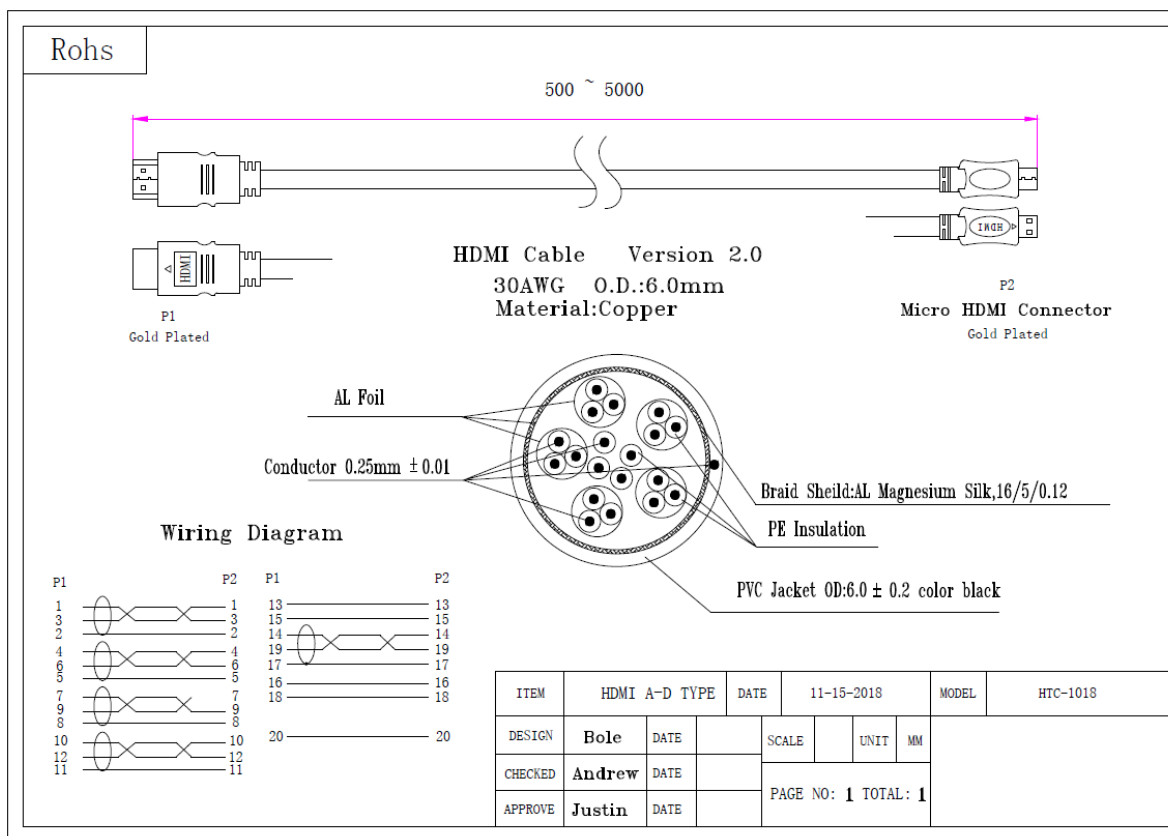 Rohs
500 ~ 5000
HDMI
HDMI
HDMI Cable Version 2.0
30AWG O.D.:6.0mm
Material:Copper
P1
Gold Plated
P2
Micro HDMI Connector
Gold Plated
AL Foil
Conductor 0.25mm ±0.01
Braid Sheild:AL Magnesium Silk,16/5/0.12
PE Insulation
PVC Jacket OD:6.0 ± 0.2 color black
Wiring Diagram
P1 P2
1 1
3 3
2 2
4 4
6 6
5 5
7 7
9 9
8 8
10 10
12 12
11 11
P1 P2
13 13
15 15
14 14
19 19
17 17
16 16
18 18
20 20
ITEM HDMI A-D TYPE DATE 11-15-2018 MODEL HTC-1018
DESIGN Bole DATE SCALE UNIT MM
CHECKED Andrew DATE
PAGE NO: 1 TOTAL: 1
APPROVE Justin DATE